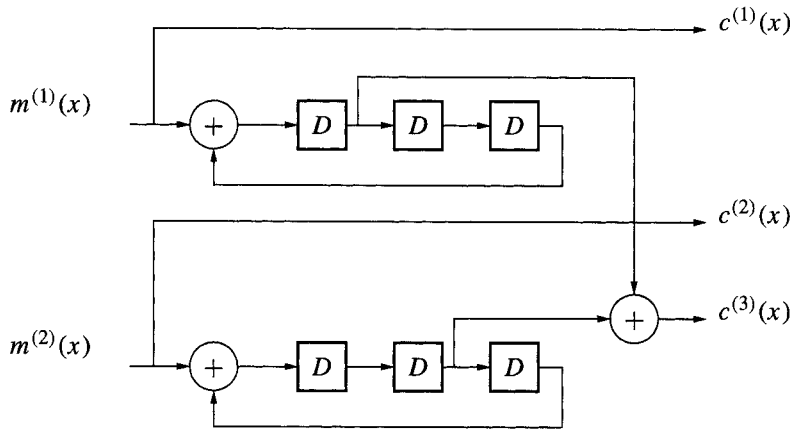 c⁽¹⁾(x)
m⁽¹⁾(x)
+ D D D
c⁽²⁾(x)
c⁽³⁾(x)
+
m⁽²⁾(x)
+ D D D